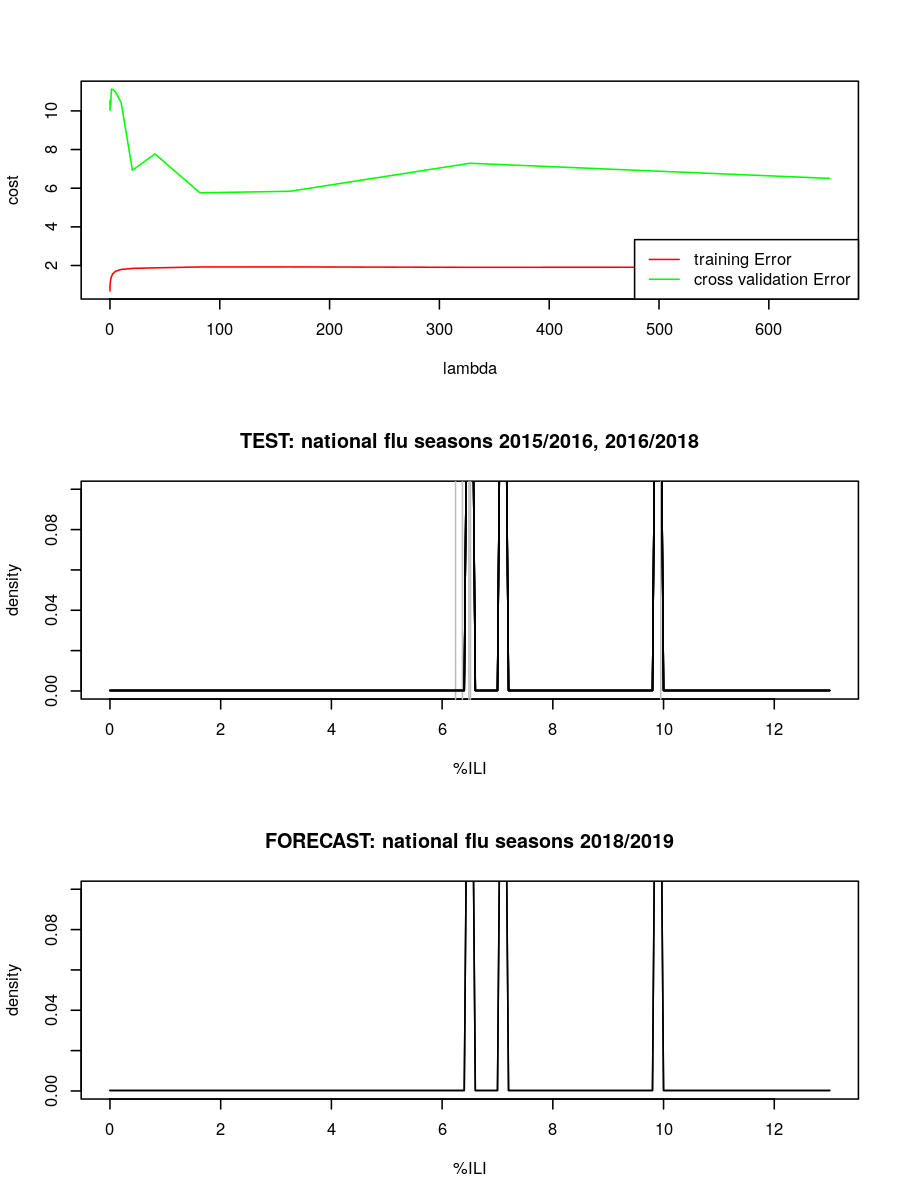 10
8
6
4
2
cost
training Error
cross validation Error
0 100 200 300 400 500 600
lambda
TEST: national flu seasons 2015/2016, 2016/2018
0.08
0.04
0.00
density
0 2 4 6 8 10 12
%ILI
FORECAST: national flu seasons 2018/2019
0.08
0.04
0.00
density
0 2 4 6 8 10 12
%ILI